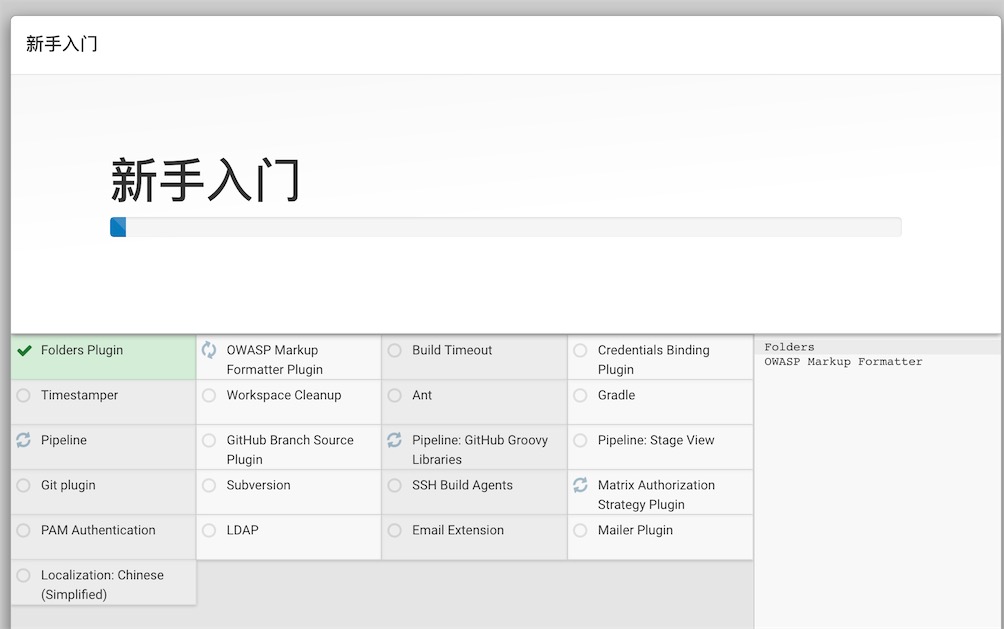 新手入门
新手入门
Folders Plugin
OWASP Markup
Formatter Plugin
Build Timeout
Credentials Binding
Plugin
Folders
OWASP Markup Formatter
Timestamper
Workspace Cleanup
Ant
Gradle
Pipeline
GitHub Branch Source
Plugin
Pipeline: GitHub Groovy
Libraries
Pipeline: Stage View
Git plugin
Subversion
SSH Build Agents
Matrix Authorization
Strategy Plugin
PAM Authentication
LDAP
Email Extension
Mailer Plugin
Localization: Chinese
(Simplified)